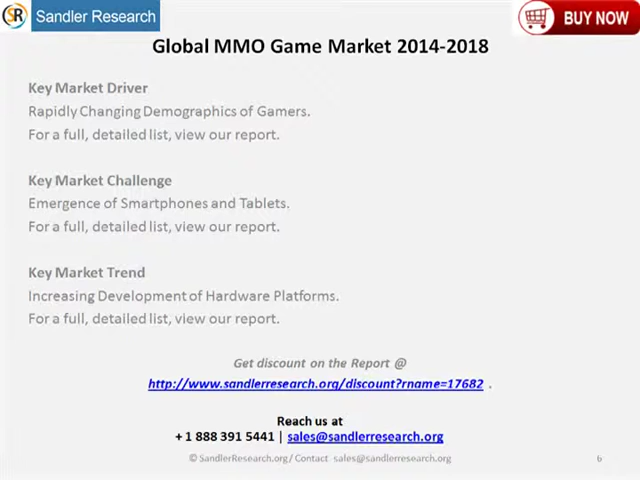 SR Sandler Research
BUY NOW
Global MMO Game Market 2014-2018
Key Market Driver
Rapidly Changing Demographics of Gamers.
For a full, detailed list, view our report.
Key Market Challenge
Emergence of Smartphones and Tablets.
For a full, detailed list, view our report.
Key Market Trend
Increasing Development of Hardware Platforms.
For a full, detailed list, view our report.
Get discount on the Report @
http://www.sandlerresearch.org/discount?rname=17682 .
Reach us at
+ 1 888 391 5441 | sales@sandlerresearch.org
© SandlerResearch.org/ Contact sales@sandlerresearch.org
6